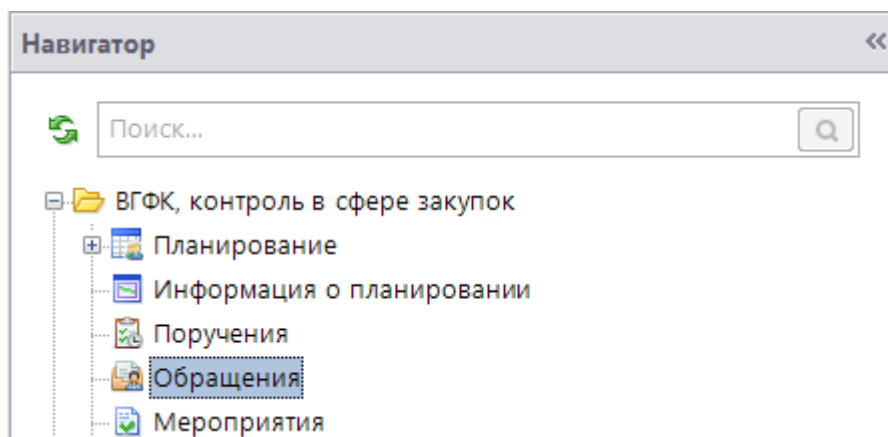 Навигатор
Поиск...
ВГФК, контроль в сфере закупок
Планирование
Информация о планировании
Поручения
Обращения
Мероприятия